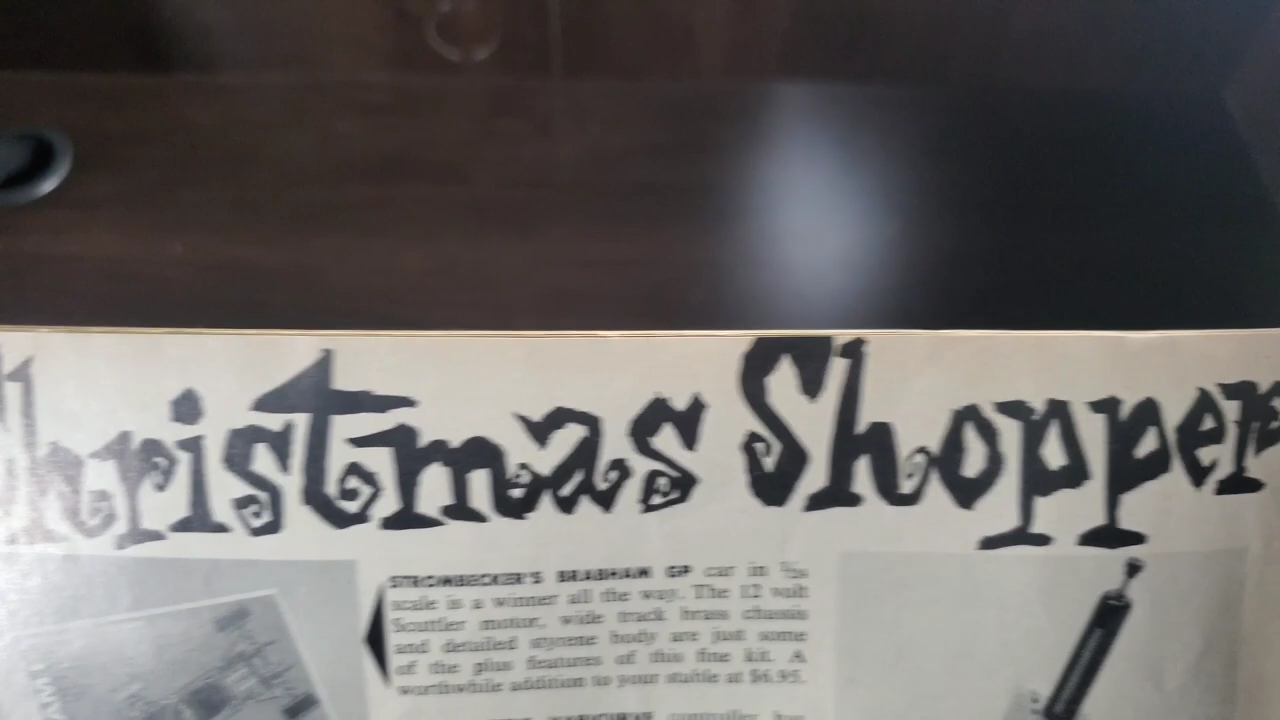 Christmas Shopper
STROMBECKER'S BRABHAM GP car in 1/24
scale is a winner all the way. The 12 volt
Scuttler motor, wide track brass chassis
and detailed styrene body are just some
of the plus features of this fine kit. A
worthwhile addition to your stable at $6.95.
controller has